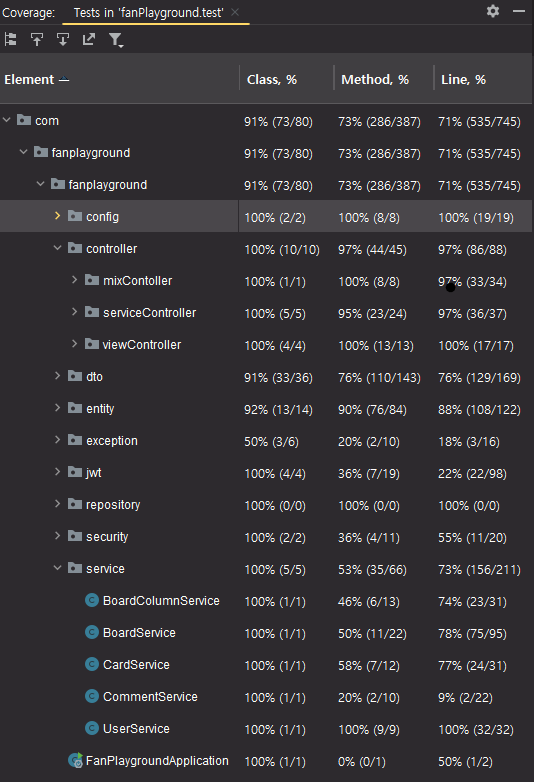 Coverage: Tests in 'fanPlayground.test' ×
Element Class, % Method, % Line, %
com 91% (73/80) 73% (286/387) 71% (535/745)
fanplayground 91% (73/80) 73% (286/387) 71% (535/745)
fanplayground 91% (73/80) 73% (286/387) 71% (535/745)
config 100% (2/2) 100% (8/8) 100% (19/19)
controller 100% (10/10) 97% (44/45) 97% (86/88)
mixContoller 100% (1/1) 100% (8/8) 97% (33/34)
serviceController 100% (5/5) 95% (23/24) 97% (36/37)
viewController 100% (4/4) 100% (13/13) 100% (17/17)
dto 91% (33/36) 76% (110/143) 76% (129/169)
entity 92% (13/14) 90% (76/84) 88% (108/122)
exception 50% (3/6) 20% (2/10) 18% (3/16)
jwt 100% (4/4) 36% (7/19) 22% (22/98)
repository 100% (0/0) 100% (0/0) 100% (0/0)
security 100% (2/2) 36% (4/11) 55% (11/20)
service 100% (5/5) 53% (35/66) 73% (156/211)
BoardColumnService 100% (1/1) 46% (6/13) 74% (23/31)
BoardService 100% (1/1) 50% (11/22) 78% (75/95)
CardService 100% (1/1) 58% (7/12) 77% (24/31)
CommentService 100% (1/1) 20% (2/10) 9% (2/22)
UserService 100% (1/1) 100% (9/9) 100% (32/32)
FanPlaygroundApplication 100% (1/1) 0% (0/1) 50% (1/2)